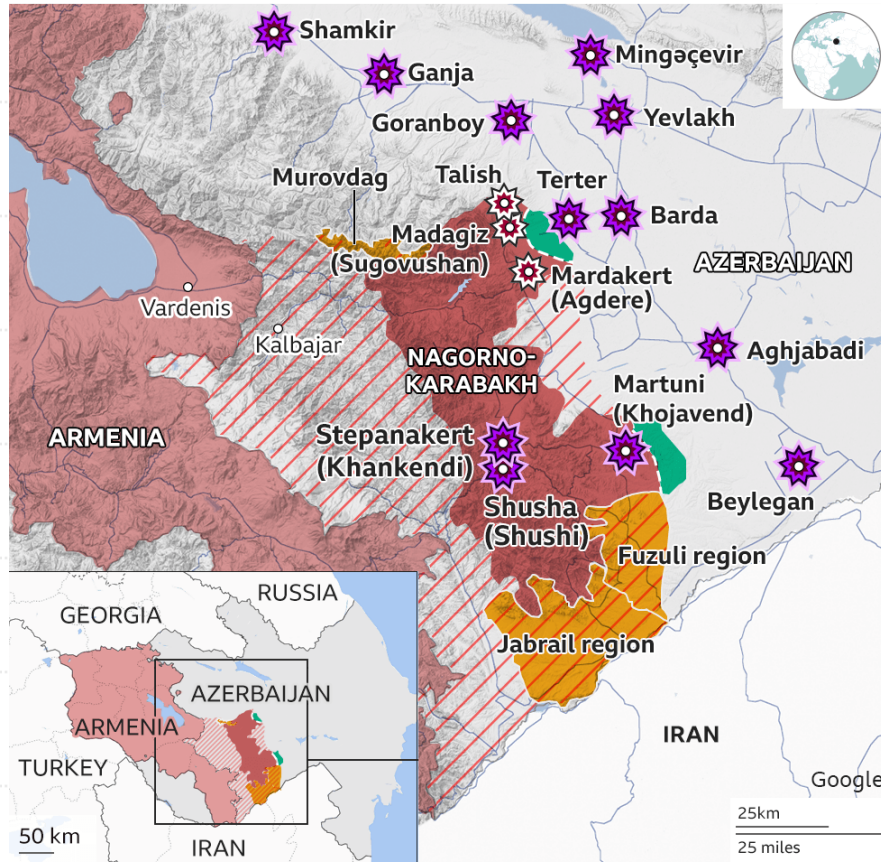 Shamkir
Ganja
Mingəçevir
Goranboy
Yevlakh
Murovdag
Talish
Terter
Barda
Madagiz
(Sugovushan)
AZERBAIJAN
Mardakert
(Agdere)
Vardenis
Kalbajar
NAGORNO-
KARABAKH
Aghjabadi
Martuni
(Khojavend)
ARMENIA
Stepanakert
(Khankendi)
Beylegan
Shusha
(Shushi)
Fuzuli region
Jabrail region
IRAN
Google
25km
25 miles
RUSSIA
GEORGIA
AZERBAIJAN
ARMENIA
TURKEY
50 km
IRAN